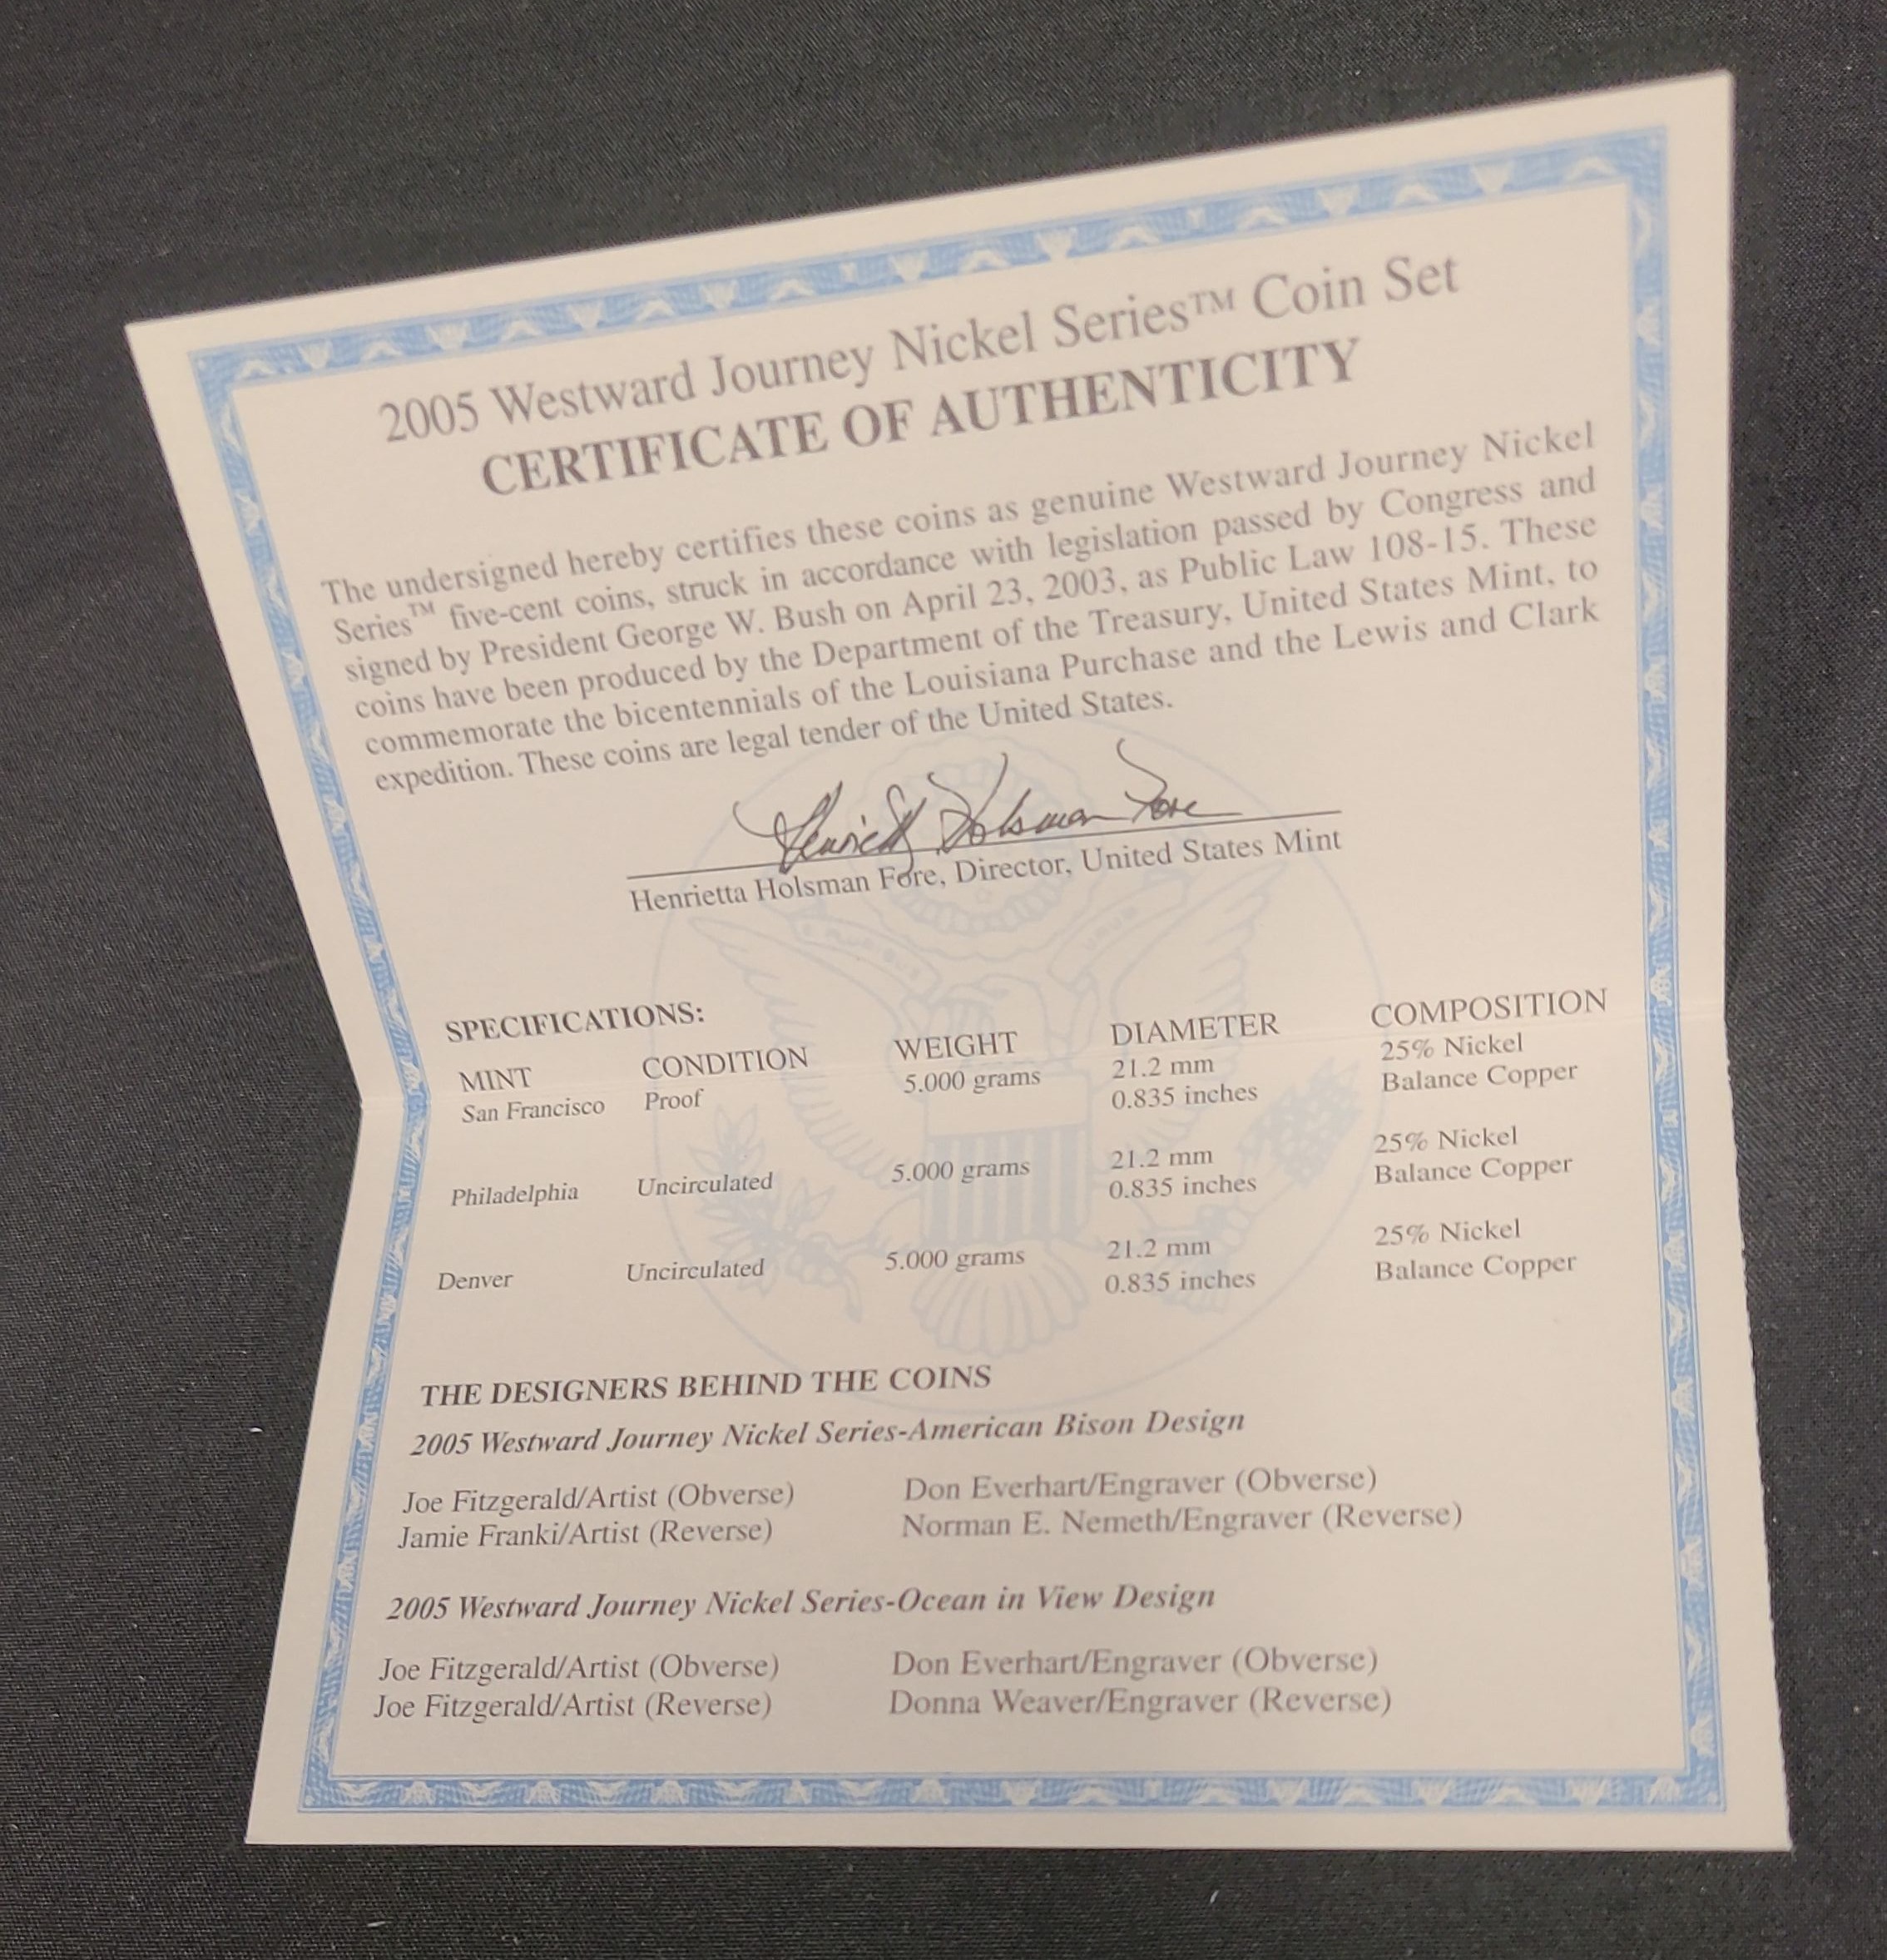 2005 Westward Journey Nickel Series™ Coin Set
CERTIFICATE OF AUTHENTICITY
The undersigned hereby certifies these coins as genuine Westward Journey Nickel
Series™ five-cent coins, struck in accordance with legislation passed by Congress and
signed by President George W. Bush on April 23, 2003, as Public Law 108-15. These
coins have been produced by the Department of the Treasury, United States Mint, to
commemorate the bicentennials of the Louisiana Purchase and the Lewis and Clark
expedition. These coins are legal tender of the United States.
Henrietta Holsman Fore
Henrietta Holsman Fore, Director, United States Mint
SPECIFICATIONS:
MINT CONDITION WEIGHT DIAMETER COMPOSITION
San Francisco Proof 5.000 grams 21.2 mm 25% Nickel
0.835 inches Balance Copper
Philadelphia Uncirculated 5.000 grams 21.2 mm 25% Nickel
0.835 inches Balance Copper
Denver Uncirculated 5.000 grams 21.2 mm 25% Nickel
0.835 inches Balance Copper
THE DESIGNERS BEHIND THE COINS
2005 Westward Journey Nickel Series-American Bison Design
Joe Fitzgerald/Artist (Obverse) Don Everhart/Engraver (Obverse)
Jamie Franki/Artist (Reverse) Norman E. Nemeth/Engraver (Reverse)
2005 Westward Journey Nickel Series-Ocean in View Design
Joe Fitzgerald/Artist (Obverse) Don Everhart/Engraver (Obverse)
Joe Fitzgerald/Artist (Reverse) Donna Weaver/Engraver (Reverse)